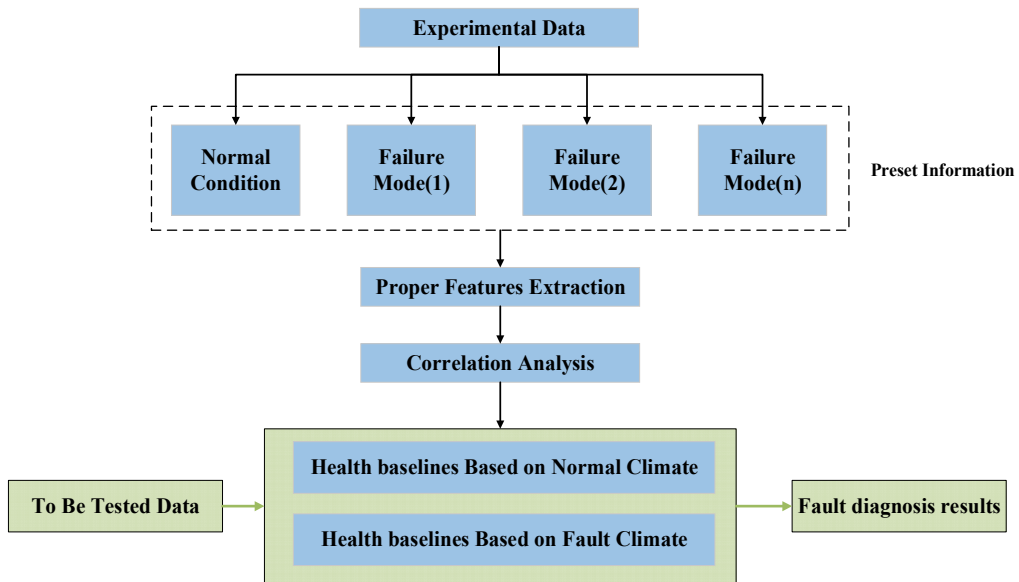 Experimental Data
Normal
Condition
Failure
Mode(1)
Failure
Mode(2)
Failure
Mode(n)
Preset Information
Proper Features Extraction
Correlation Analysis
Health baselines Based on Normal Climate
To Be Tested Data
Fault diagnosis results
Health baselines Based on Fault Climate